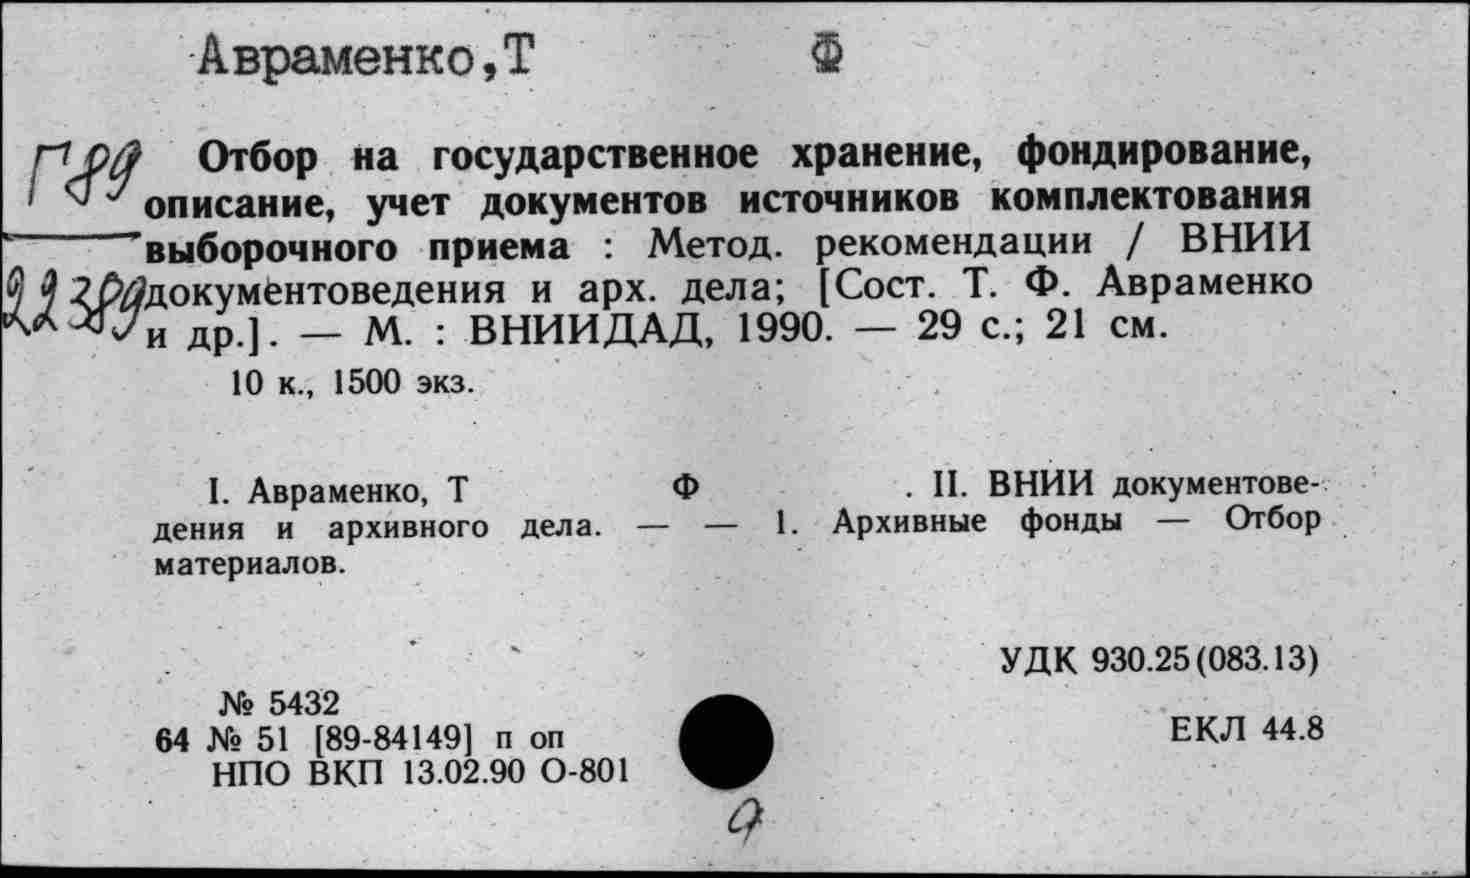 Авраменко,Т Ф
Г89 Отбор на государственное хранение, фондирование,
описание, учет документов источников комплектования
выборочного приема : Метод. рекомендации / ВНИИ
документоведения и арх. дела; [Сост. Т. Ф. Авраменко
и др.]. — М. : ВНИИДАД, 1990. — 29 с.; 21 см.
10 к., 1500 экз.
I. Авраменко, Т Ф . II. ВНИИ документове-
дения и архивного дела. — — 1. Архивные фонды — Отбор
материалов.
УДК 930.25(083.13)
№ 5432
64 № 51 [89-84149] п оп
ЕКЛ 44.8
НПО ВКП 13.02.90 О-801